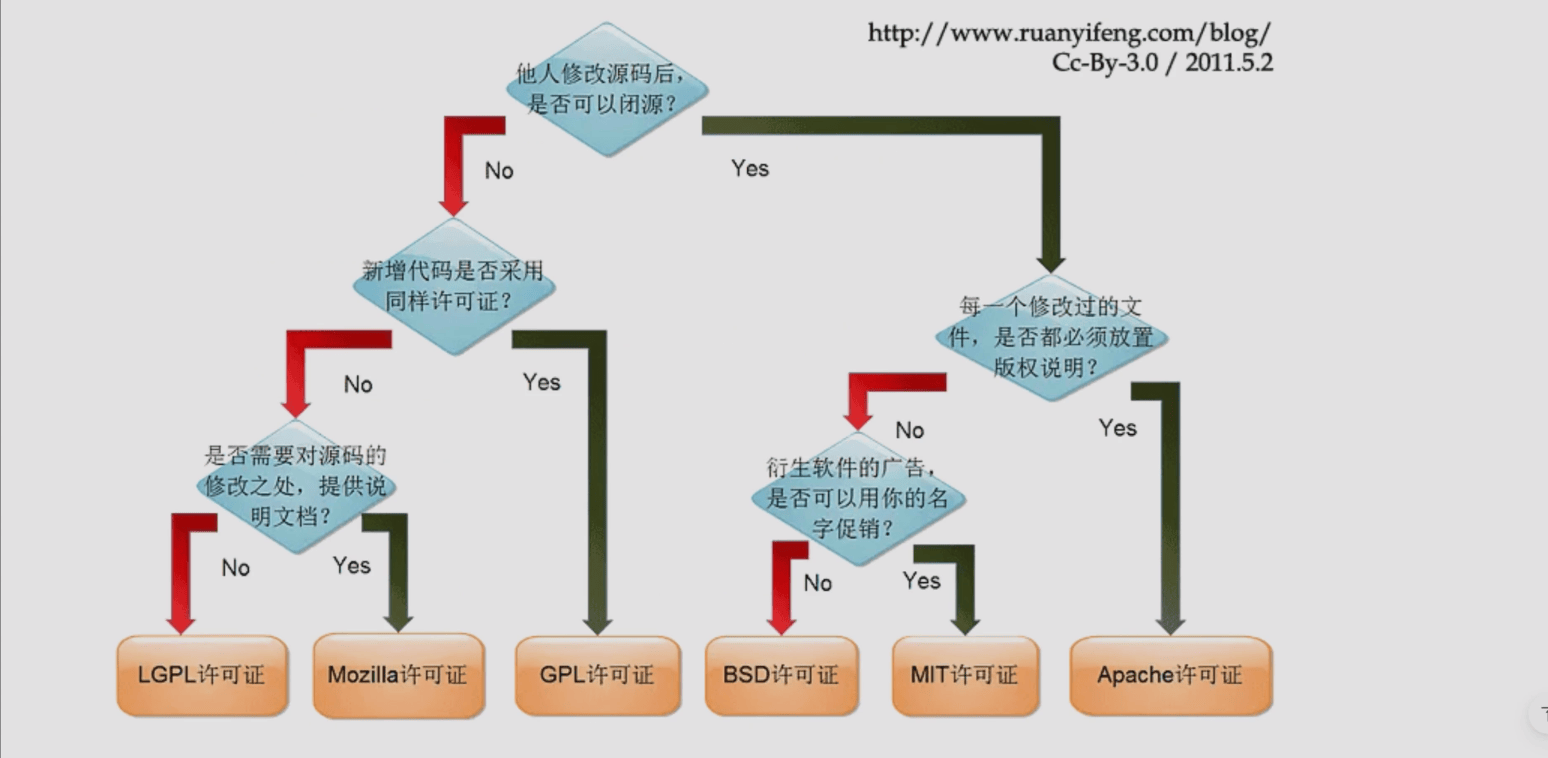 http://www.ruanyifeng.com/blog/
Cc-By-3.0 / 2011.5.2
他人修改源码后，
是否可以闭源？
No
Yes
新增代码是否采用
同样许可证？
No
Yes
每一个修改过的文
件，是否都必须放置
版权说明？
No
Yes
是否需要对源码的
修改之处，提供说
明文档？
No
Yes
衍生软件的广告，
是否可以用你的名
字促销？
No
Yes
LGPL许可证
Mozilla许可证
GPL许可证
BSD许可证
MIT许可证
Apache许可证